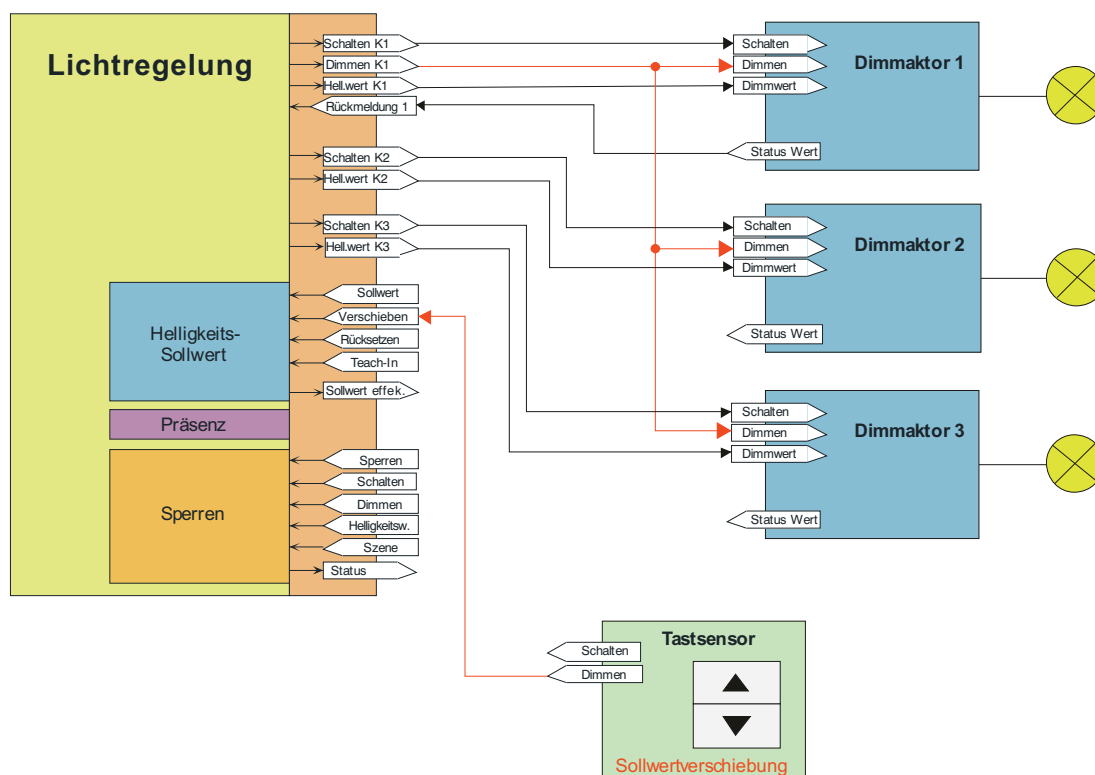 Lichtregelung
Schalten K1
Dimmen K1
Hell.wert K1
Rückmeldung 1
Schalten K2
Hell.wert K2
Schalten K3
Hell.wert K3
Helligkeits-
Sollwert
Sollwert
Verschieben
Rücksetzen
Teach-In
Sollwert effek.
Präsenz
Sperren
Sperren
Schalten
Dimmen
Helligkeitsw.
Szene
Status
Schalten
Dimmen
Dimmwert
Status Wert
Dimmaktor 1
Schalten
Dimmen
Dimmwert
Status Wert
Dimmaktor 2
Schalten
Dimmen
Dimmwert
Status Wert
Dimmaktor 3
Tastsensor
Schalten
Dimmen
Sollwertverschiebung